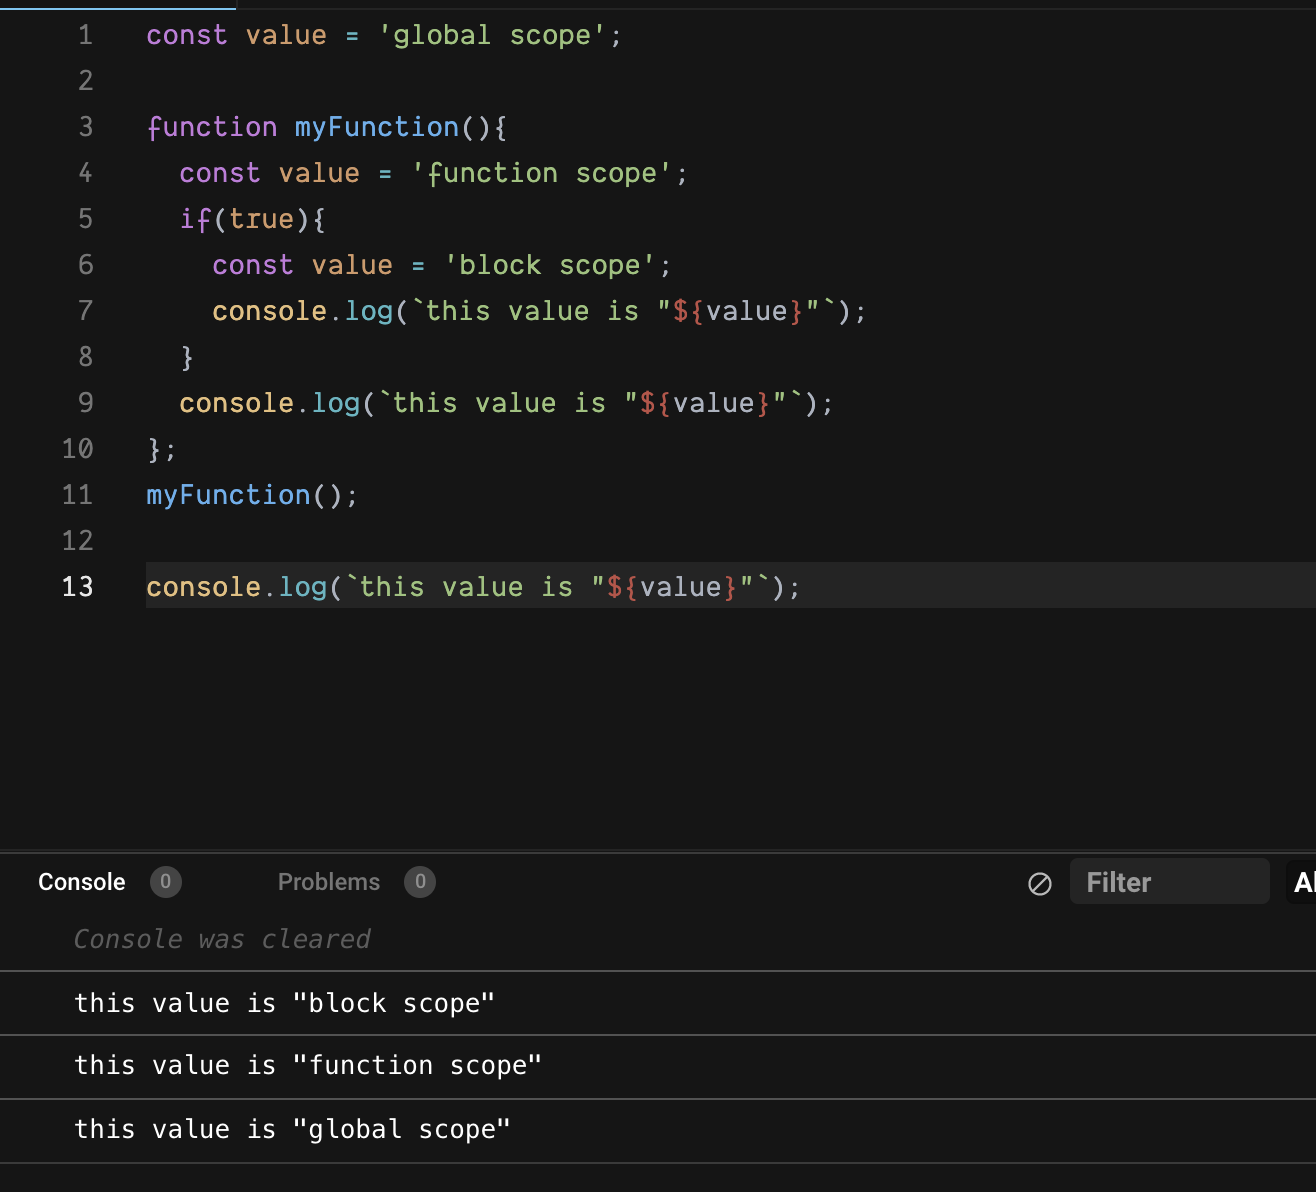 1 const value = 'global scope';
2
3 function myFunction(){
4   const value = 'function scope';
5   if(true){
6     const value = 'block scope';
7     console.log(`this value is "${value}"`);
8   }
9   console.log(`this value is "${value}"`);
10 };
11 myFunction();
12
13 console.log(`this value is "${value}"`);
Console 0 Problems 0 Filter Al
Console was cleared
this value is "block scope"
this value is "function scope"
this value is "global scope"